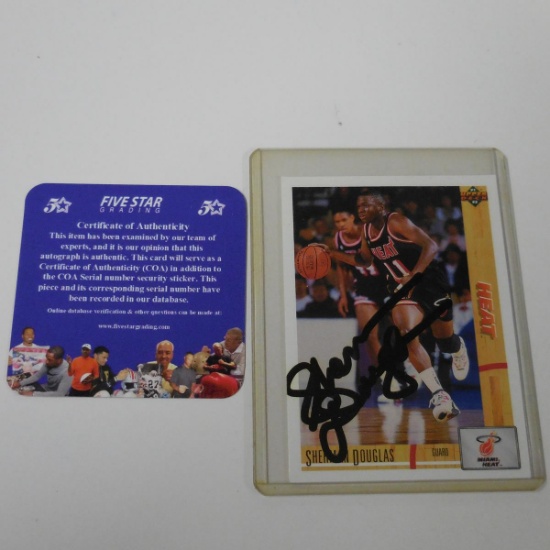 5 FIVE STAR 5
GRADING
Certificate of Authenticity
This item has been examined by our team of
experts, and it is our opinion that this
autograph is authentic. This card will serve as a
Certificate of Authenticity (COA) in addition to
the COA Serial number security sticker. This
piece and its corresponding serial number have
been recorded in our database.
Online database verification & other questions can be made at:
www.fivestargrading.com
HEAT
HEAT
11
SHERMAN DOUGLAS
GUARD
MIAMI
HEAT